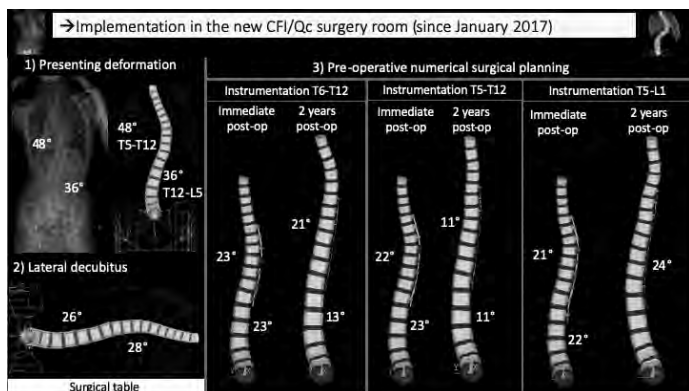 →Implementation in the new CFI/Qc surgery room (since January 2017)
1) Presenting deformation
48°
36°
48°
T5-T12
36°
T12-L5
2) Lateral decubitus
26°
28°
Surgical table
3) Pre-operative numerical surgical planning
Instrumentation T6-T12
Immediate
post-op
2 years
post-op
23°
23°
21°
13°
Instrumentation T5-T12
Immediate
post-op
2 years
post-op
22°
23°
11°
11°
Instrumentation T5-L1
Immediate
post-op
2 years
post-op
21°
22°
24°